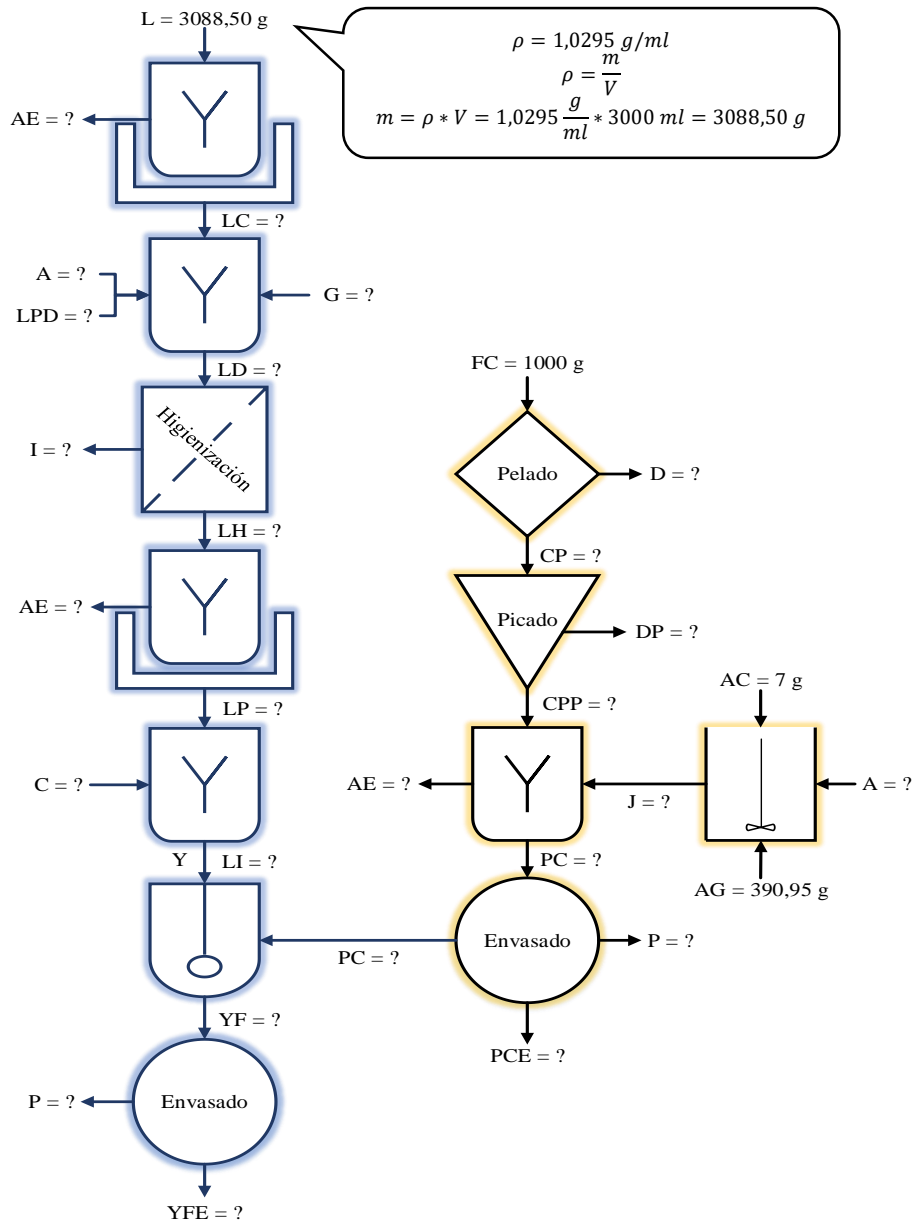 L = 3088,50 g
ρ = 1,0295 g/ml
ρ = m/V
m = ρ * V = 1,0295 g/ml * 3000 ml = 3088,50 g
AE = ?
LC = ?
A = ?
LPD = ?
G = ?
LD = ?
Higienización
I = ?
LH = ?
AE = ?
LP = ?
C = ?
Y
LI = ?
PC = ?
YF = ?
Envasado
P = ?
YFE = ?
FC = 1000 g
Pelado
D = ?
CP = ?
Picado
DP = ?
CPP = ?
AC = 7 g
AE = ?
J = ?
A = ?
PC = ?
AG = 390,95 g
Envasado
P = ?
PCE = ?